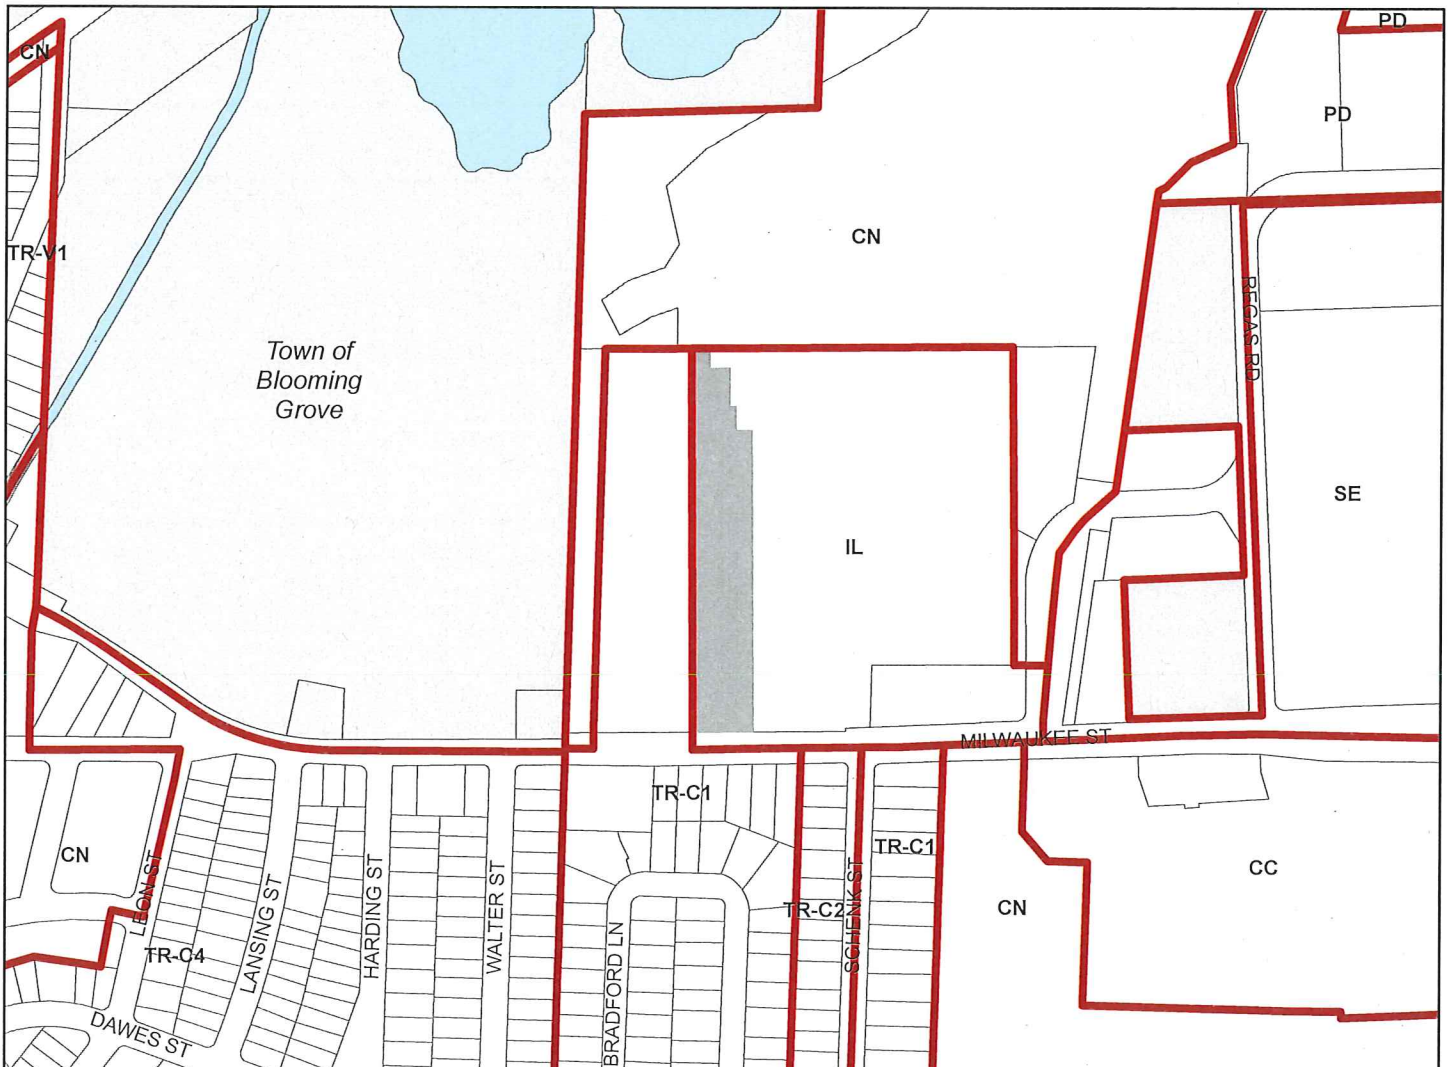 CN
PD
PD
CN
TR-V1
REGAS RD
Town of
Blooming
Grove
SE
IL
MILWAUKEE ST
TR-C1
TR-C1
CN
CC
LEON ST
LANSING ST
HARDING ST
WALTER ST
BRADFORD LN
TR-C2
SCHENK ST
CN
TR-C4
DAWES ST